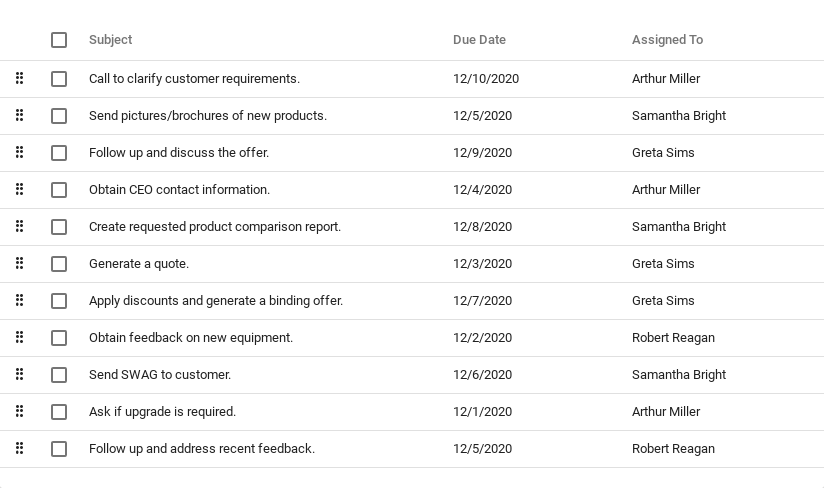 Subject Due Date Assigned To
Call to clarify customer requirements. 12/10/2020 Arthur Miller
Send pictures/brochures of new products. 12/5/2020 Samantha Bright
Follow up and discuss the offer. 12/9/2020 Greta Sims
Obtain CEO contact information. 12/4/2020 Arthur Miller
Create requested product comparison report. 12/8/2020 Samantha Bright
Generate a quote. 12/3/2020 Greta Sims
Apply discounts and generate a binding offer. 12/7/2020 Greta Sims
Obtain feedback on new equipment. 12/2/2020 Robert Reagan
Send SWAG to customer. 12/6/2020 Samantha Bright
Ask if upgrade is required. 12/1/2020 Arthur Miller
Follow up and address recent feedback. 12/5/2020 Robert Reagan